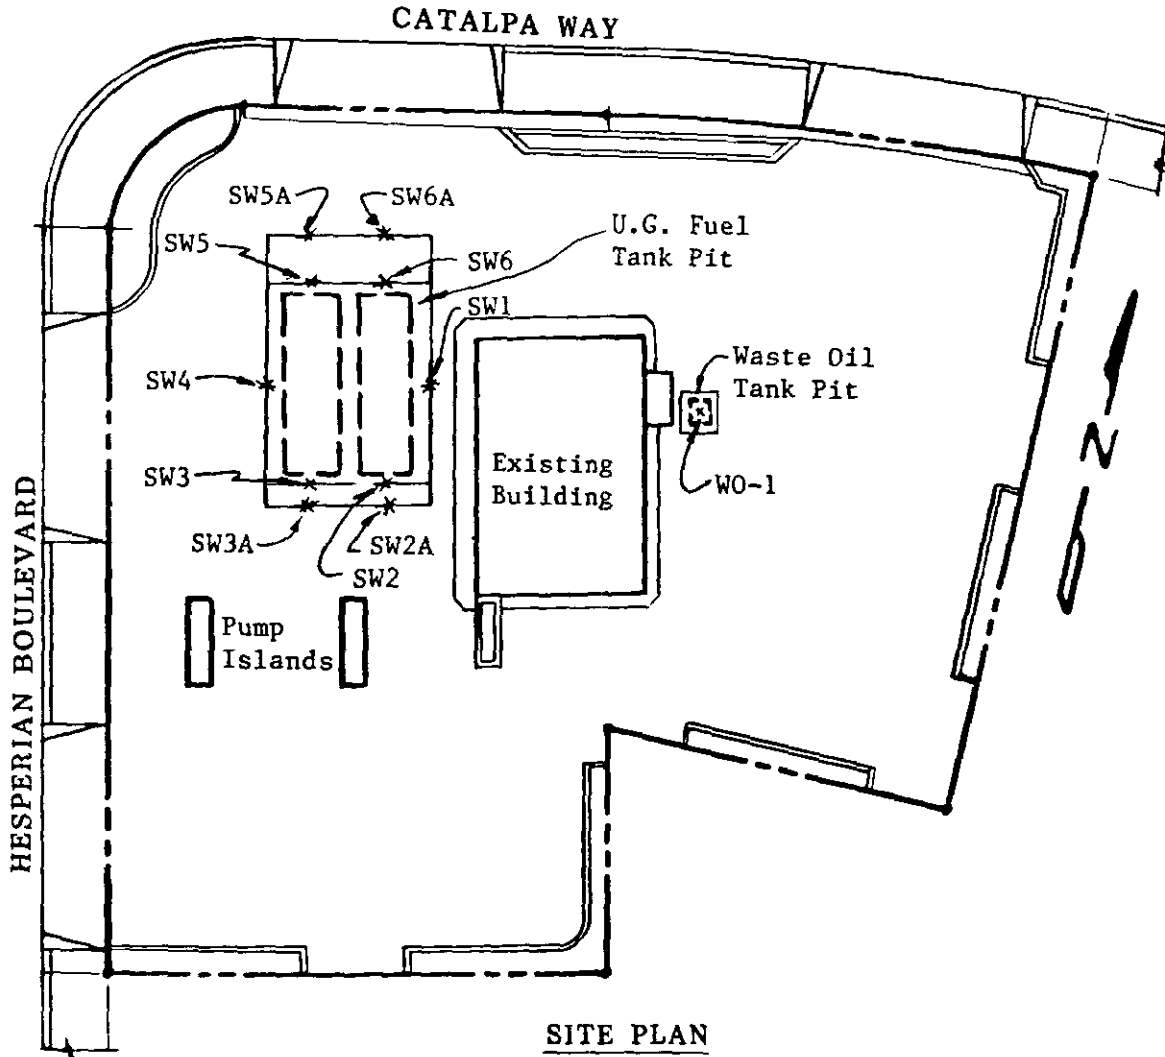 CATALPA WAY
SW5A
SW6A
U.G. Fuel
Tank Pit
SW5
SW6
SW1
Waste Oil
Tank Pit
SW4
N
Existing
Building
SW3
WO-1
SW3A
SW2A
SW2
HESPERIAN BOULEVARD
Pump
Islands
SITE PLAN